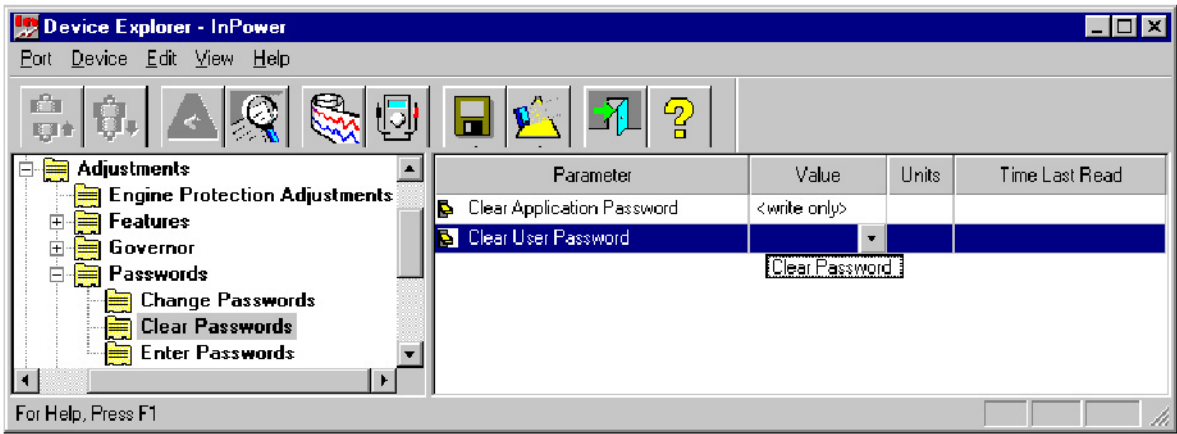 Device Explorer - InPower
Port Device Edit View Help
Adjustments
Engine Protection Adjustments
Features
Governor
Passwords
Change Passwords
Clear Passwords
Enter Passwords
Parameter Value Units Time Last Read
Clear Application Password <write only>
Clear User Password
Clear Password
For Help, Press F1